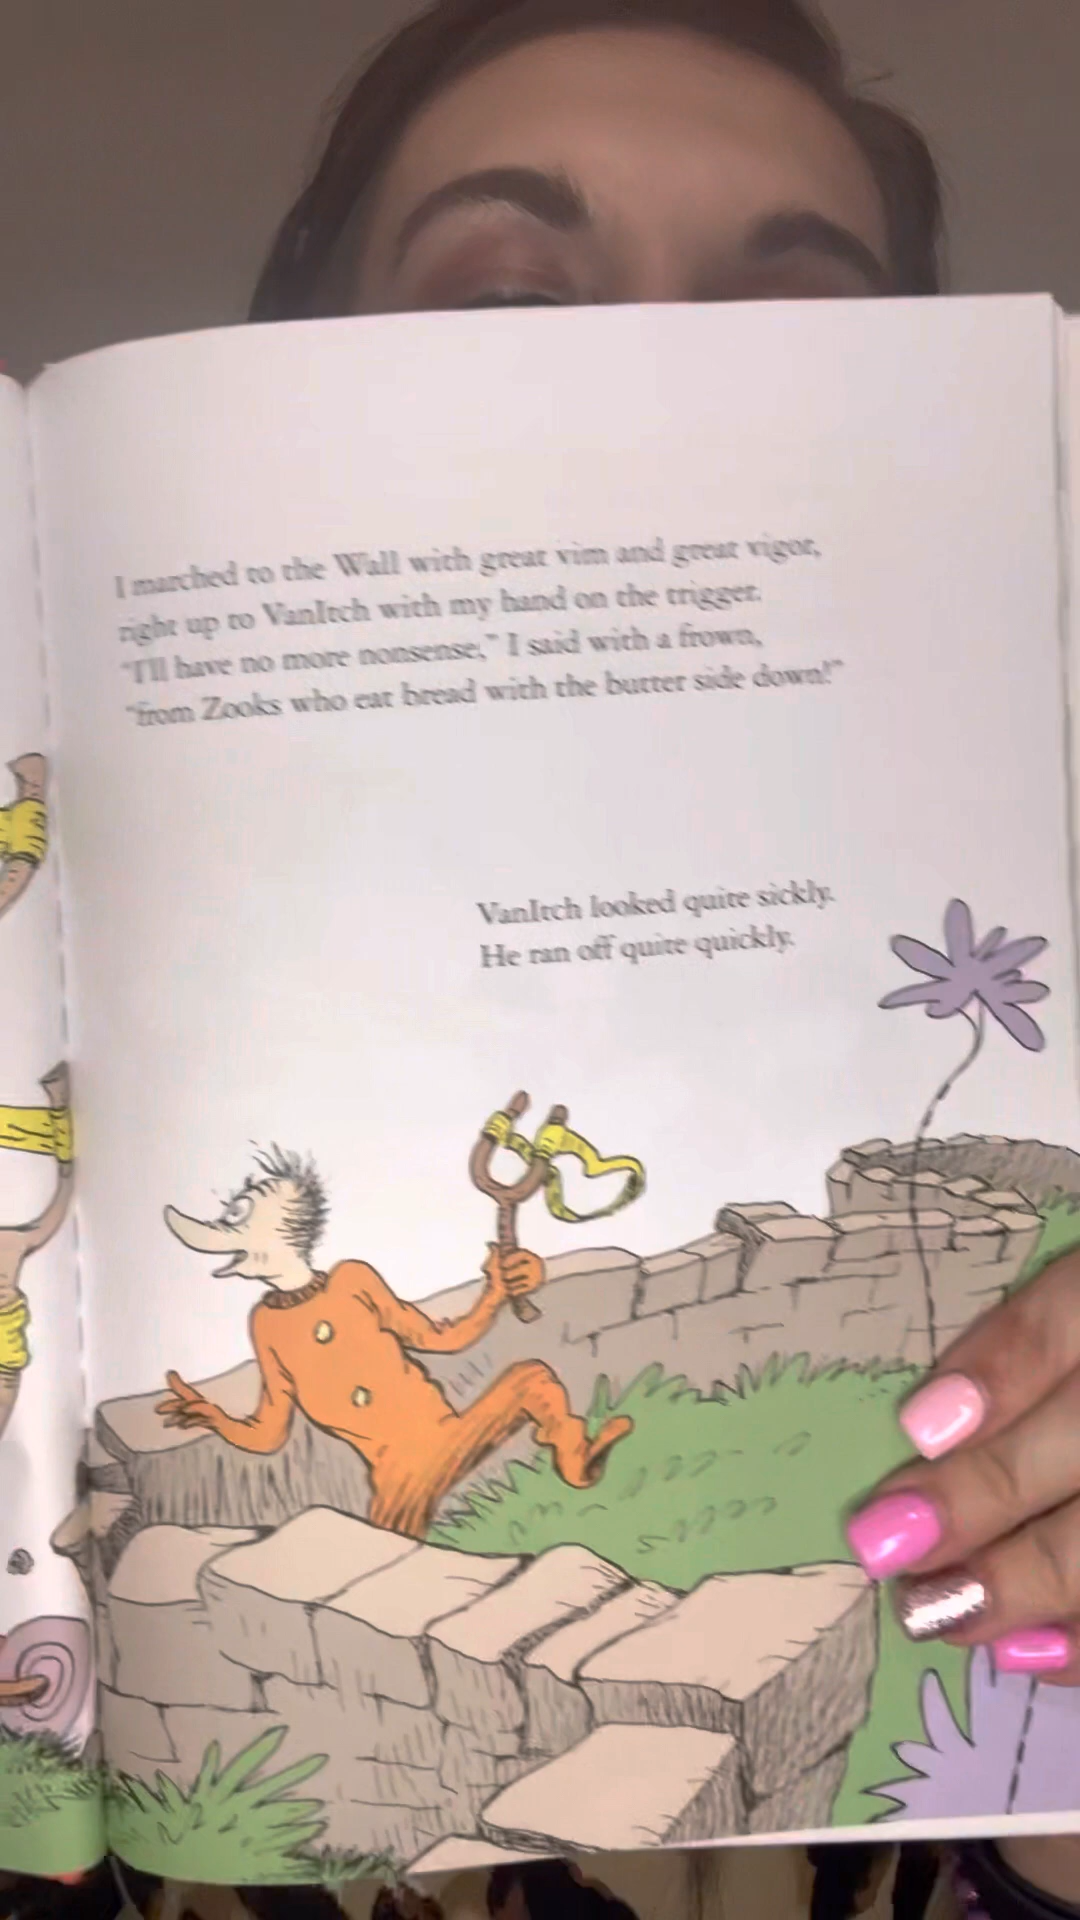 I marched to the Wall with great vim and great vigor,
right up to VanItch with my hand on the trigger.
“I'll have no more nonsense,” I said with a frown,
“from Zooks who eat bread with the butter side down!”
VanItch looked quite sickly.
He ran off quite quickly.